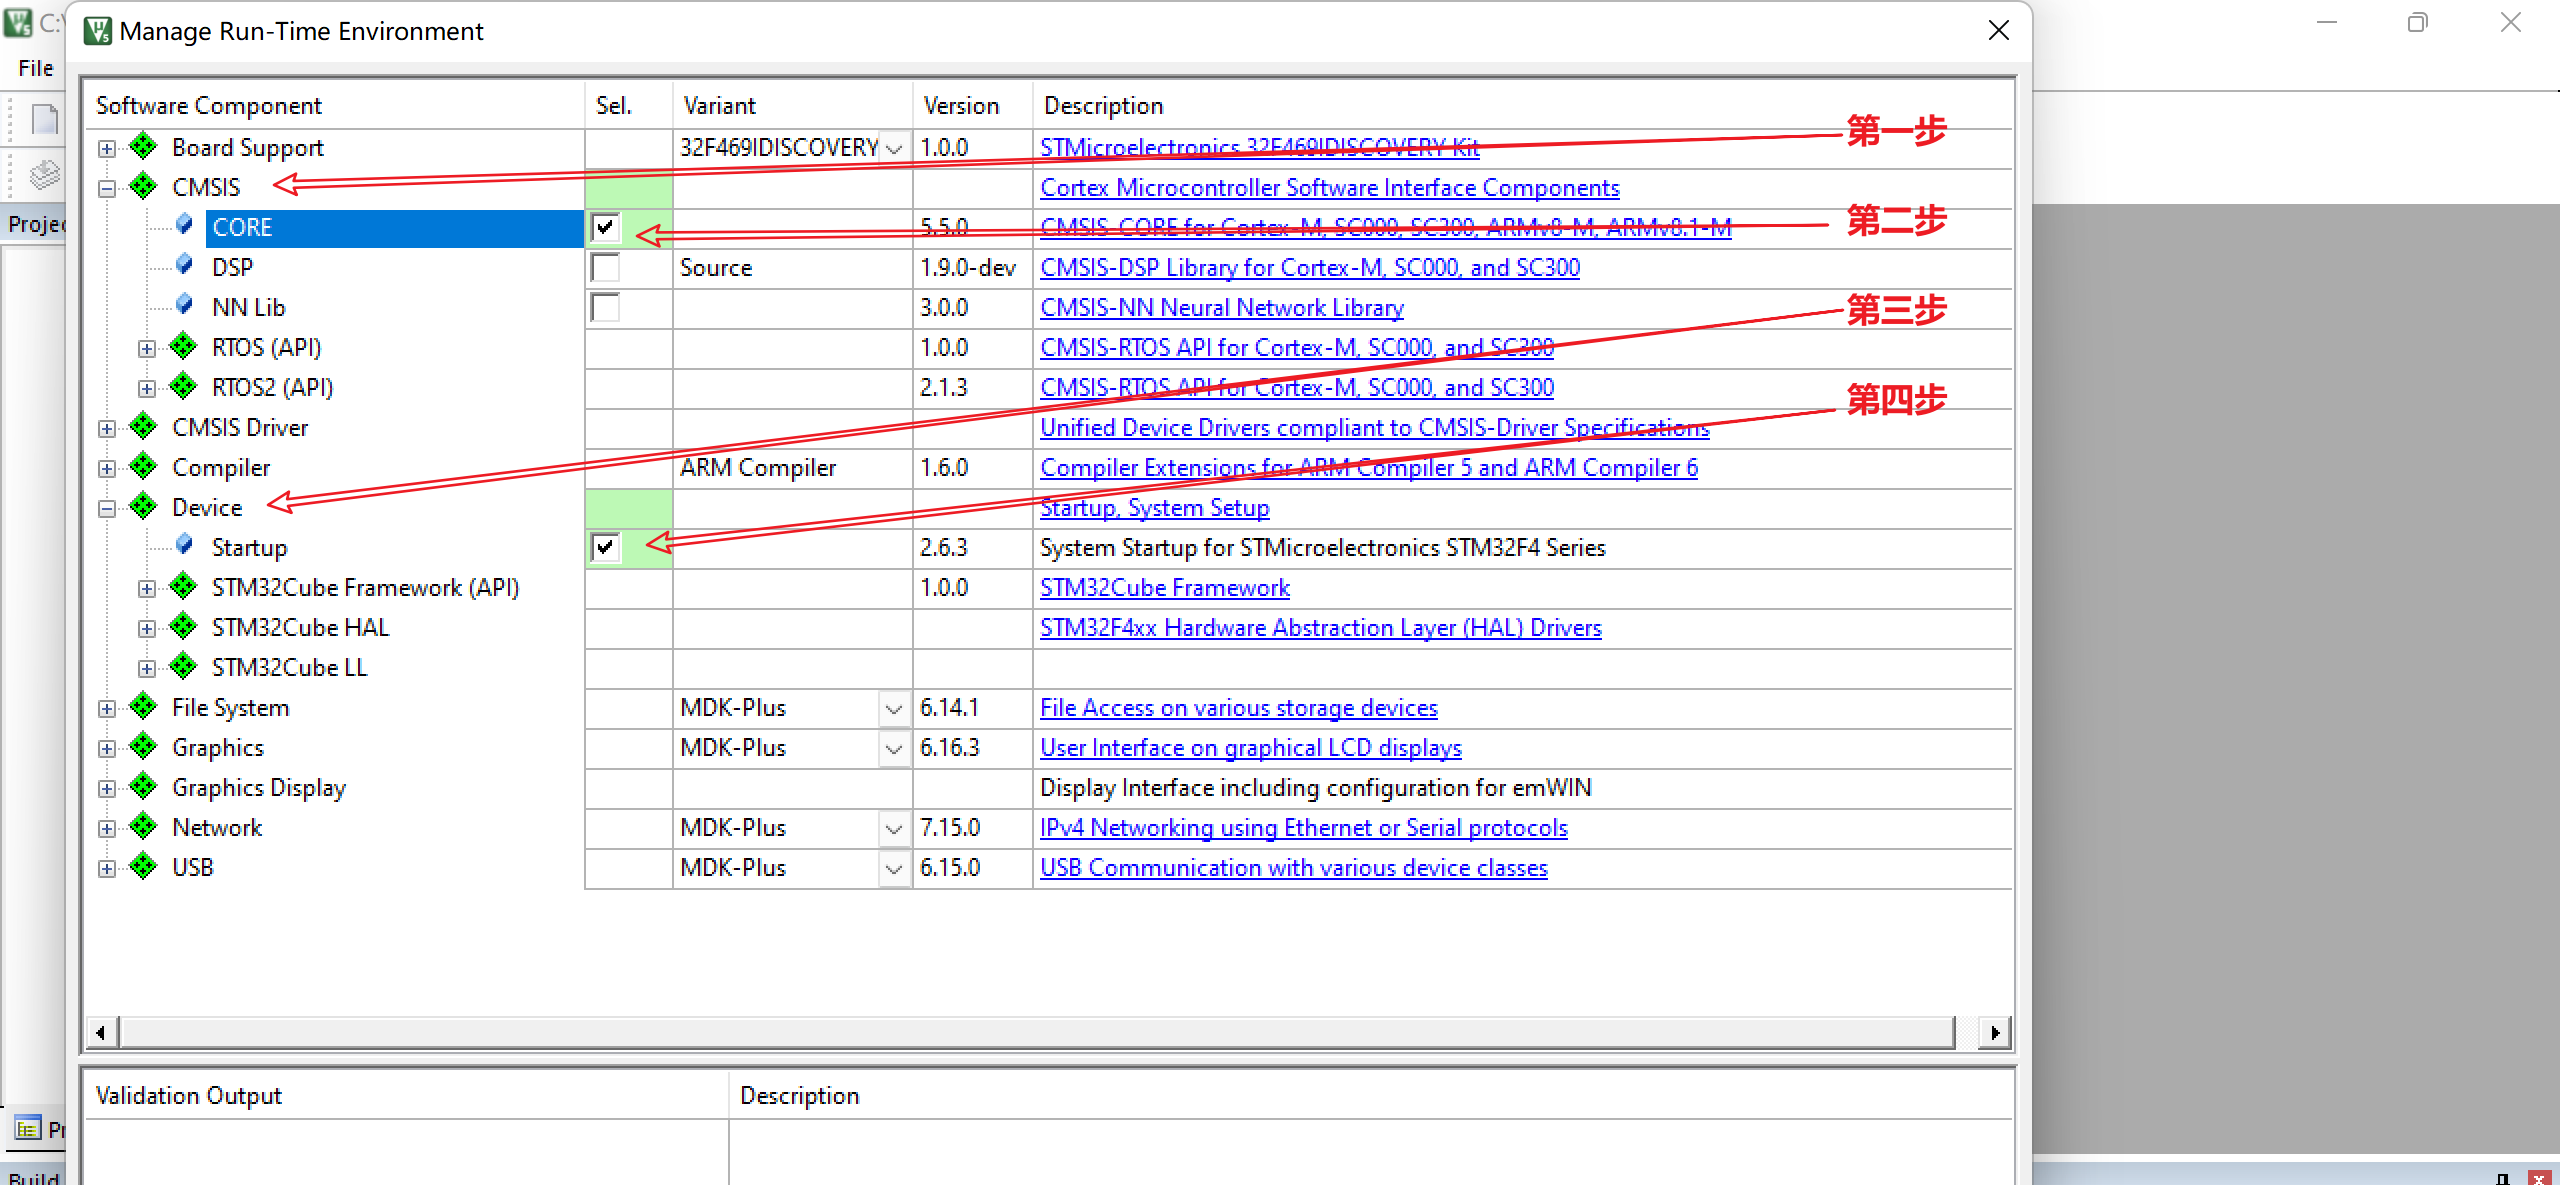 C:\
Manage Run-Time Environment
File
Software Component Sel. Variant Version Description
Board Support 32F469IDISCOVERY 1.0.0 STMicroelectronics 32F469IDISCOVERY Kit
第一步
CMSIS Cortex Microcontroller Software Interface Components
Projec
CORE 5.5.0 CMSIS-CORE for Cortex-M, SC000, SC300, ARMv8-M, ARMv8.1-M
第二步
DSP Source 1.9.0-dev CMSIS-DSP Library for Cortex-M, SC000, and SC300
NN Lib 3.0.0 CMSIS-NN Neural Network Library
第三步
RTOS (API) 1.0.0 CMSIS-RTOS API for Cortex-M, SC000, and SC300
RTOS2 (API) 2.1.3 CMSIS-RTOS API for Cortex-M, SC000, and SC300
第四步
CMSIS Driver Unified Device Drivers compliant to CMSIS-Driver Specifications
Compiler ARM Compiler 1.6.0 Compiler Extensions for ARM Compiler 5 and ARM Compiler 6
Device Startup, System Setup
Startup 2.6.3 System Startup for STMicroelectronics STM32F4 Series
STM32Cube Framework (API) 1.0.0 STM32Cube Framework
STM32Cube HAL STM32F4xx Hardware Abstraction Layer (HAL) Drivers
STM32Cube LL
File System MDK-Plus 6.14.1 File Access on various storage devices
Graphics MDK-Plus 6.16.3 User Interface on graphical LCD displays
Graphics Display Display Interface including configuration for emWIN
Network MDK-Plus 7.15.0 IPv4 Networking using Ethernet or Serial protocols
USB MDK-Plus 6.15.0 USB Communication with various device classes
Validation Output Description
Pr
Build